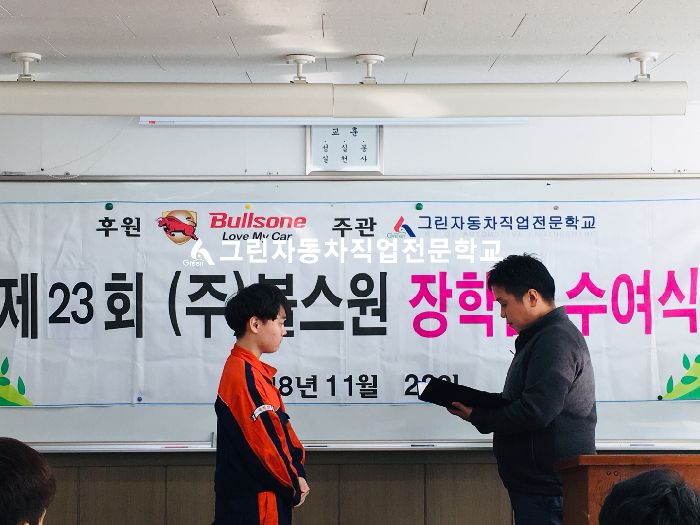 교 훈
성 실 봉
실 천 사
후원 Bullsone Love My Car 주관 Green 그린자동차직업전문학교
Green 그린자동차직업전문학교
제23회 (주)불스원 장학 수여식
8년 11월